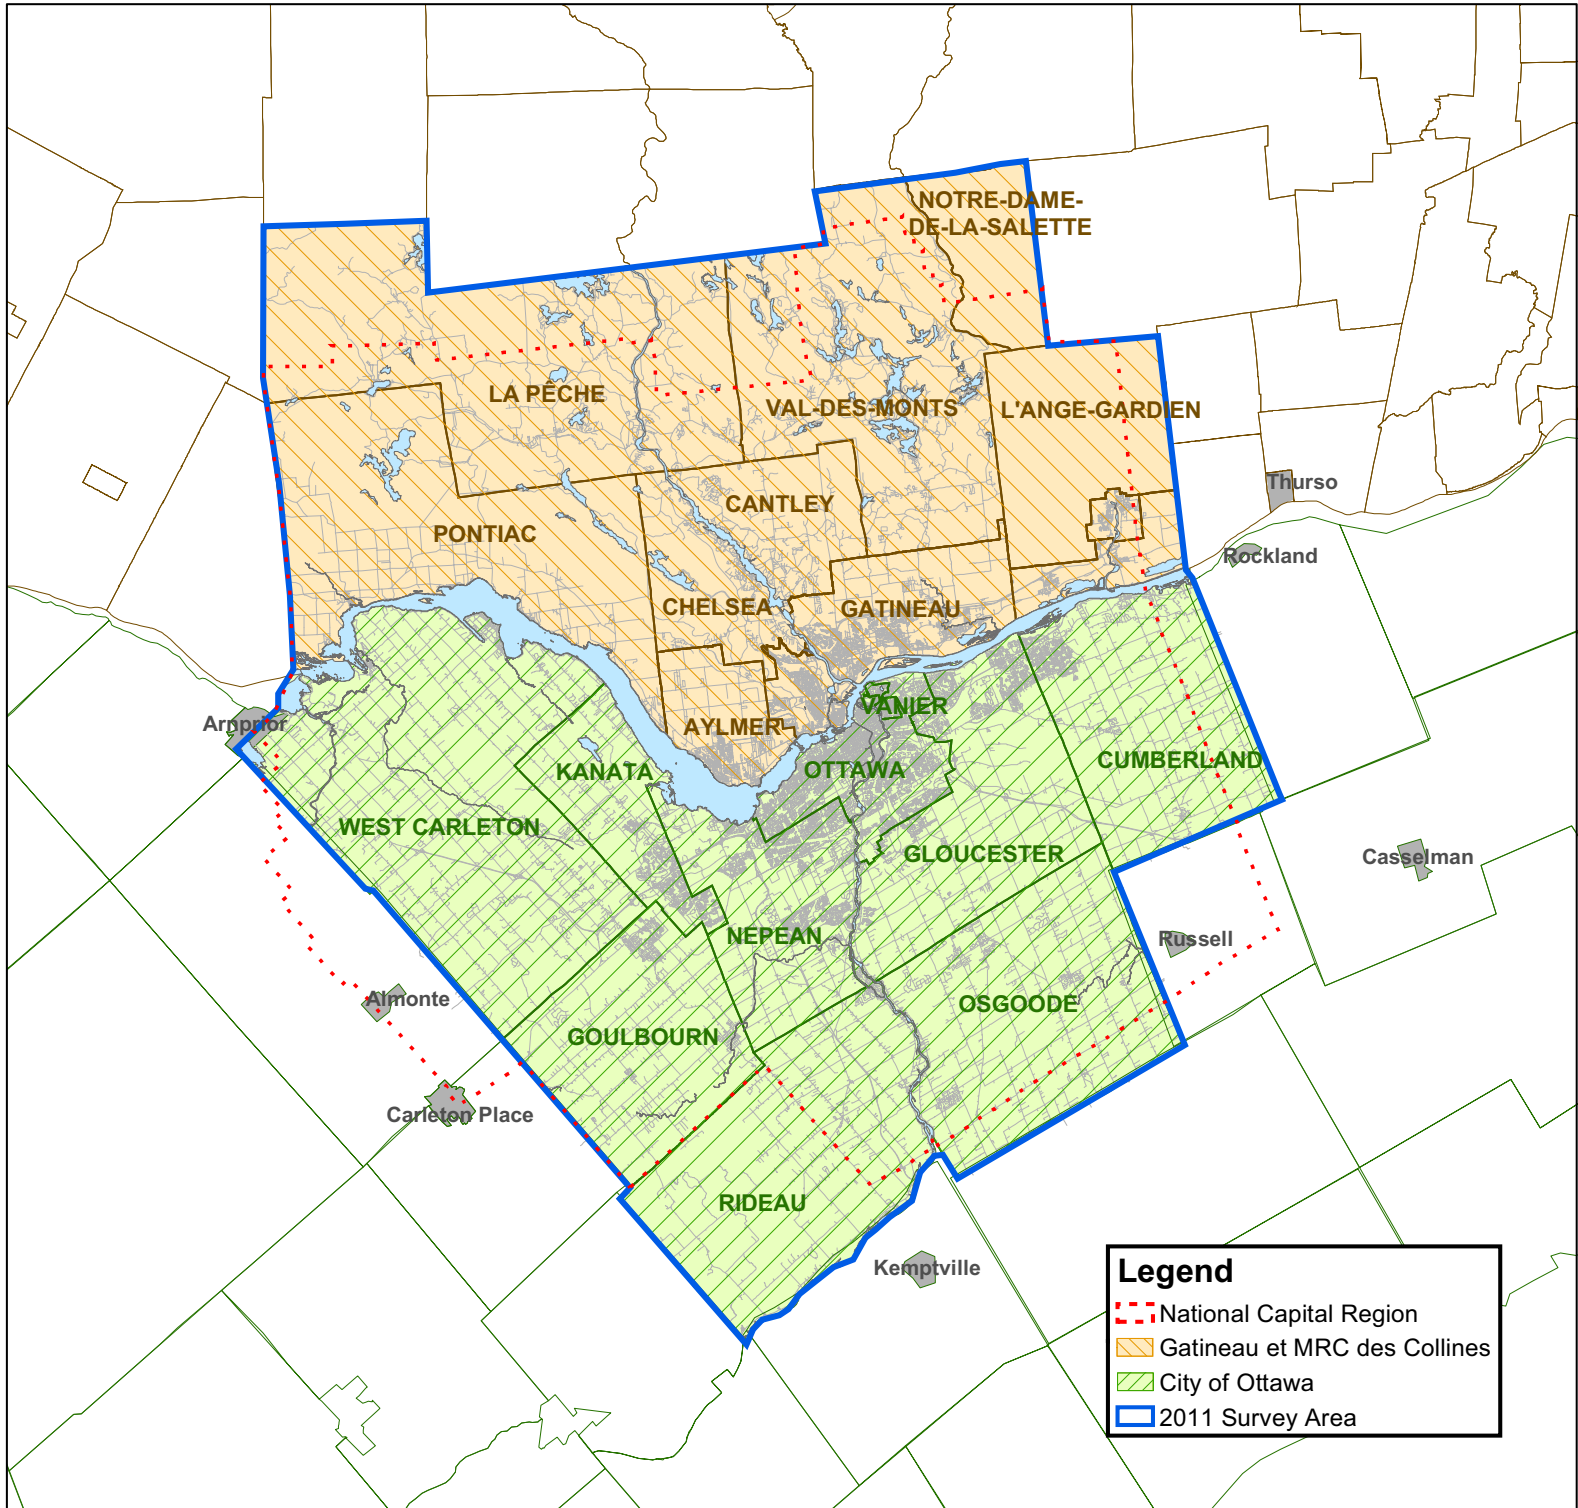 NOTRE-DAME-
DE-LA-SALETTE
LA PÊCHE
VAL-DES-MONTS
L'ANGE-GARDIEN
Thurso
CANTLEY
PONTIAC
Rockland
CHELSEA
GATINEAU
VANIER
Arnprior
AYLMER
CUMBERLAND
KANATA
OTTAWA
WEST CARLETON
GLOUCESTER
Casselman
NEPEAN
Russell
Almonte
OSGOODE
GOULBOURN
Carleton Place
RIDEAU
Kemptville
Legend
National Capital Region
Gatineau et MRC des Collines
City of Ottawa
2011 Survey Area